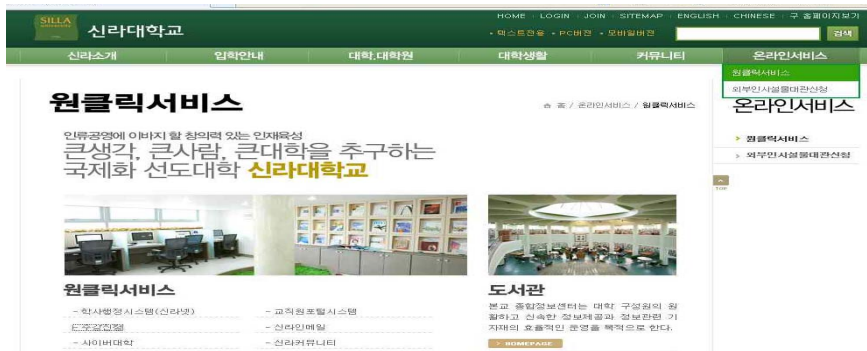 SILLA
신라대학교
HOME LOGIN JOIN SITEMAP ENGLISH CHINESE 구 홈페이지보기
텍스트전용 PC버전 모바일버전 검색
신라소개 입학안내 대학,대학원 대학생활 커뮤니티 온라인서비스
원클릭서비스
외부인시설물대관신청
원클릭서비스
홈 / 온라인서비스 / 원클릭서비스
온라인서비스
인류공영에 이바지 할 창의력 있는 인재육성
큰생각, 큰사람, 큰대학을 추구하는
국제화 선도대학 신라대학교
> 원클릭서비스
> 외부인시설물대관신청
TOP
원클릭서비스
- 학사행정시스템(신라넷)
- 교직원포털시스템
- 신라인메일
- 사이버대학
- 신라커뮤니티
도서관
본교 종합정보센터는 대학 구성원의 원
활하고 신속한 정보제공과 정보관련 기
자재의 효율적인 운영을 목적으로 한다.
> HOMEPAGE